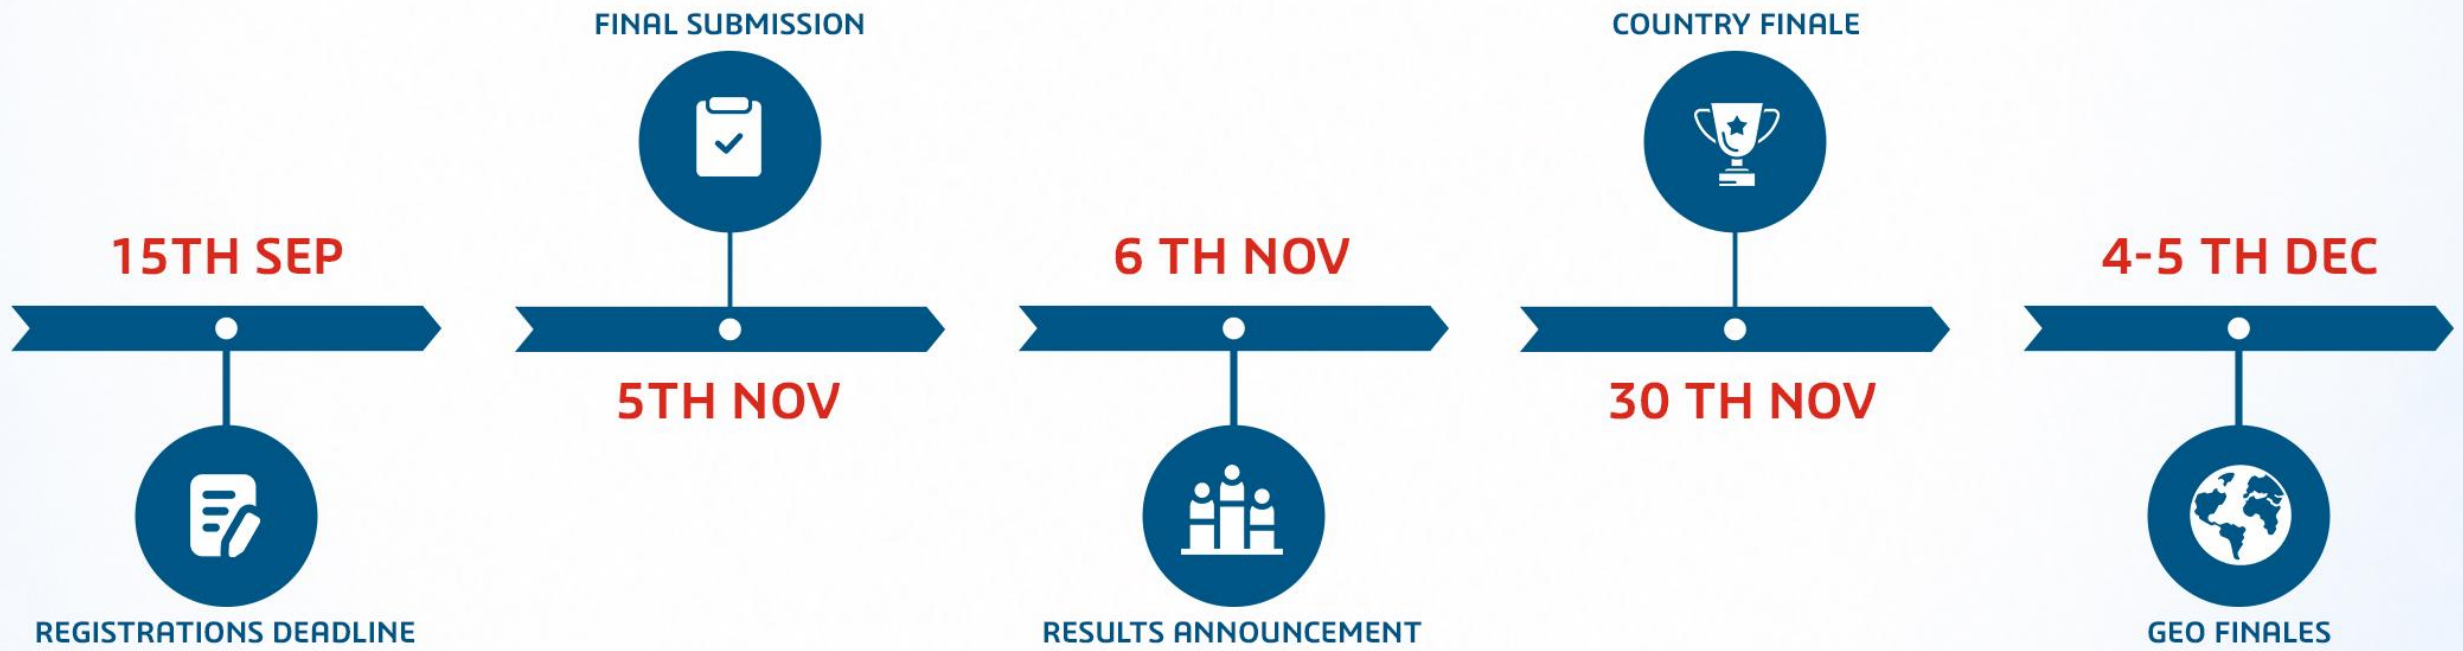 15TH SEP
REGISTRATIONS DEADLINE
FINAL SUBMISSION
5TH NOV
6 TH NOV
RESULTS ANNOUNCEMENT
COUNTRY FINALE
30 TH NOV
4-5 TH DEC
GEO FINALES